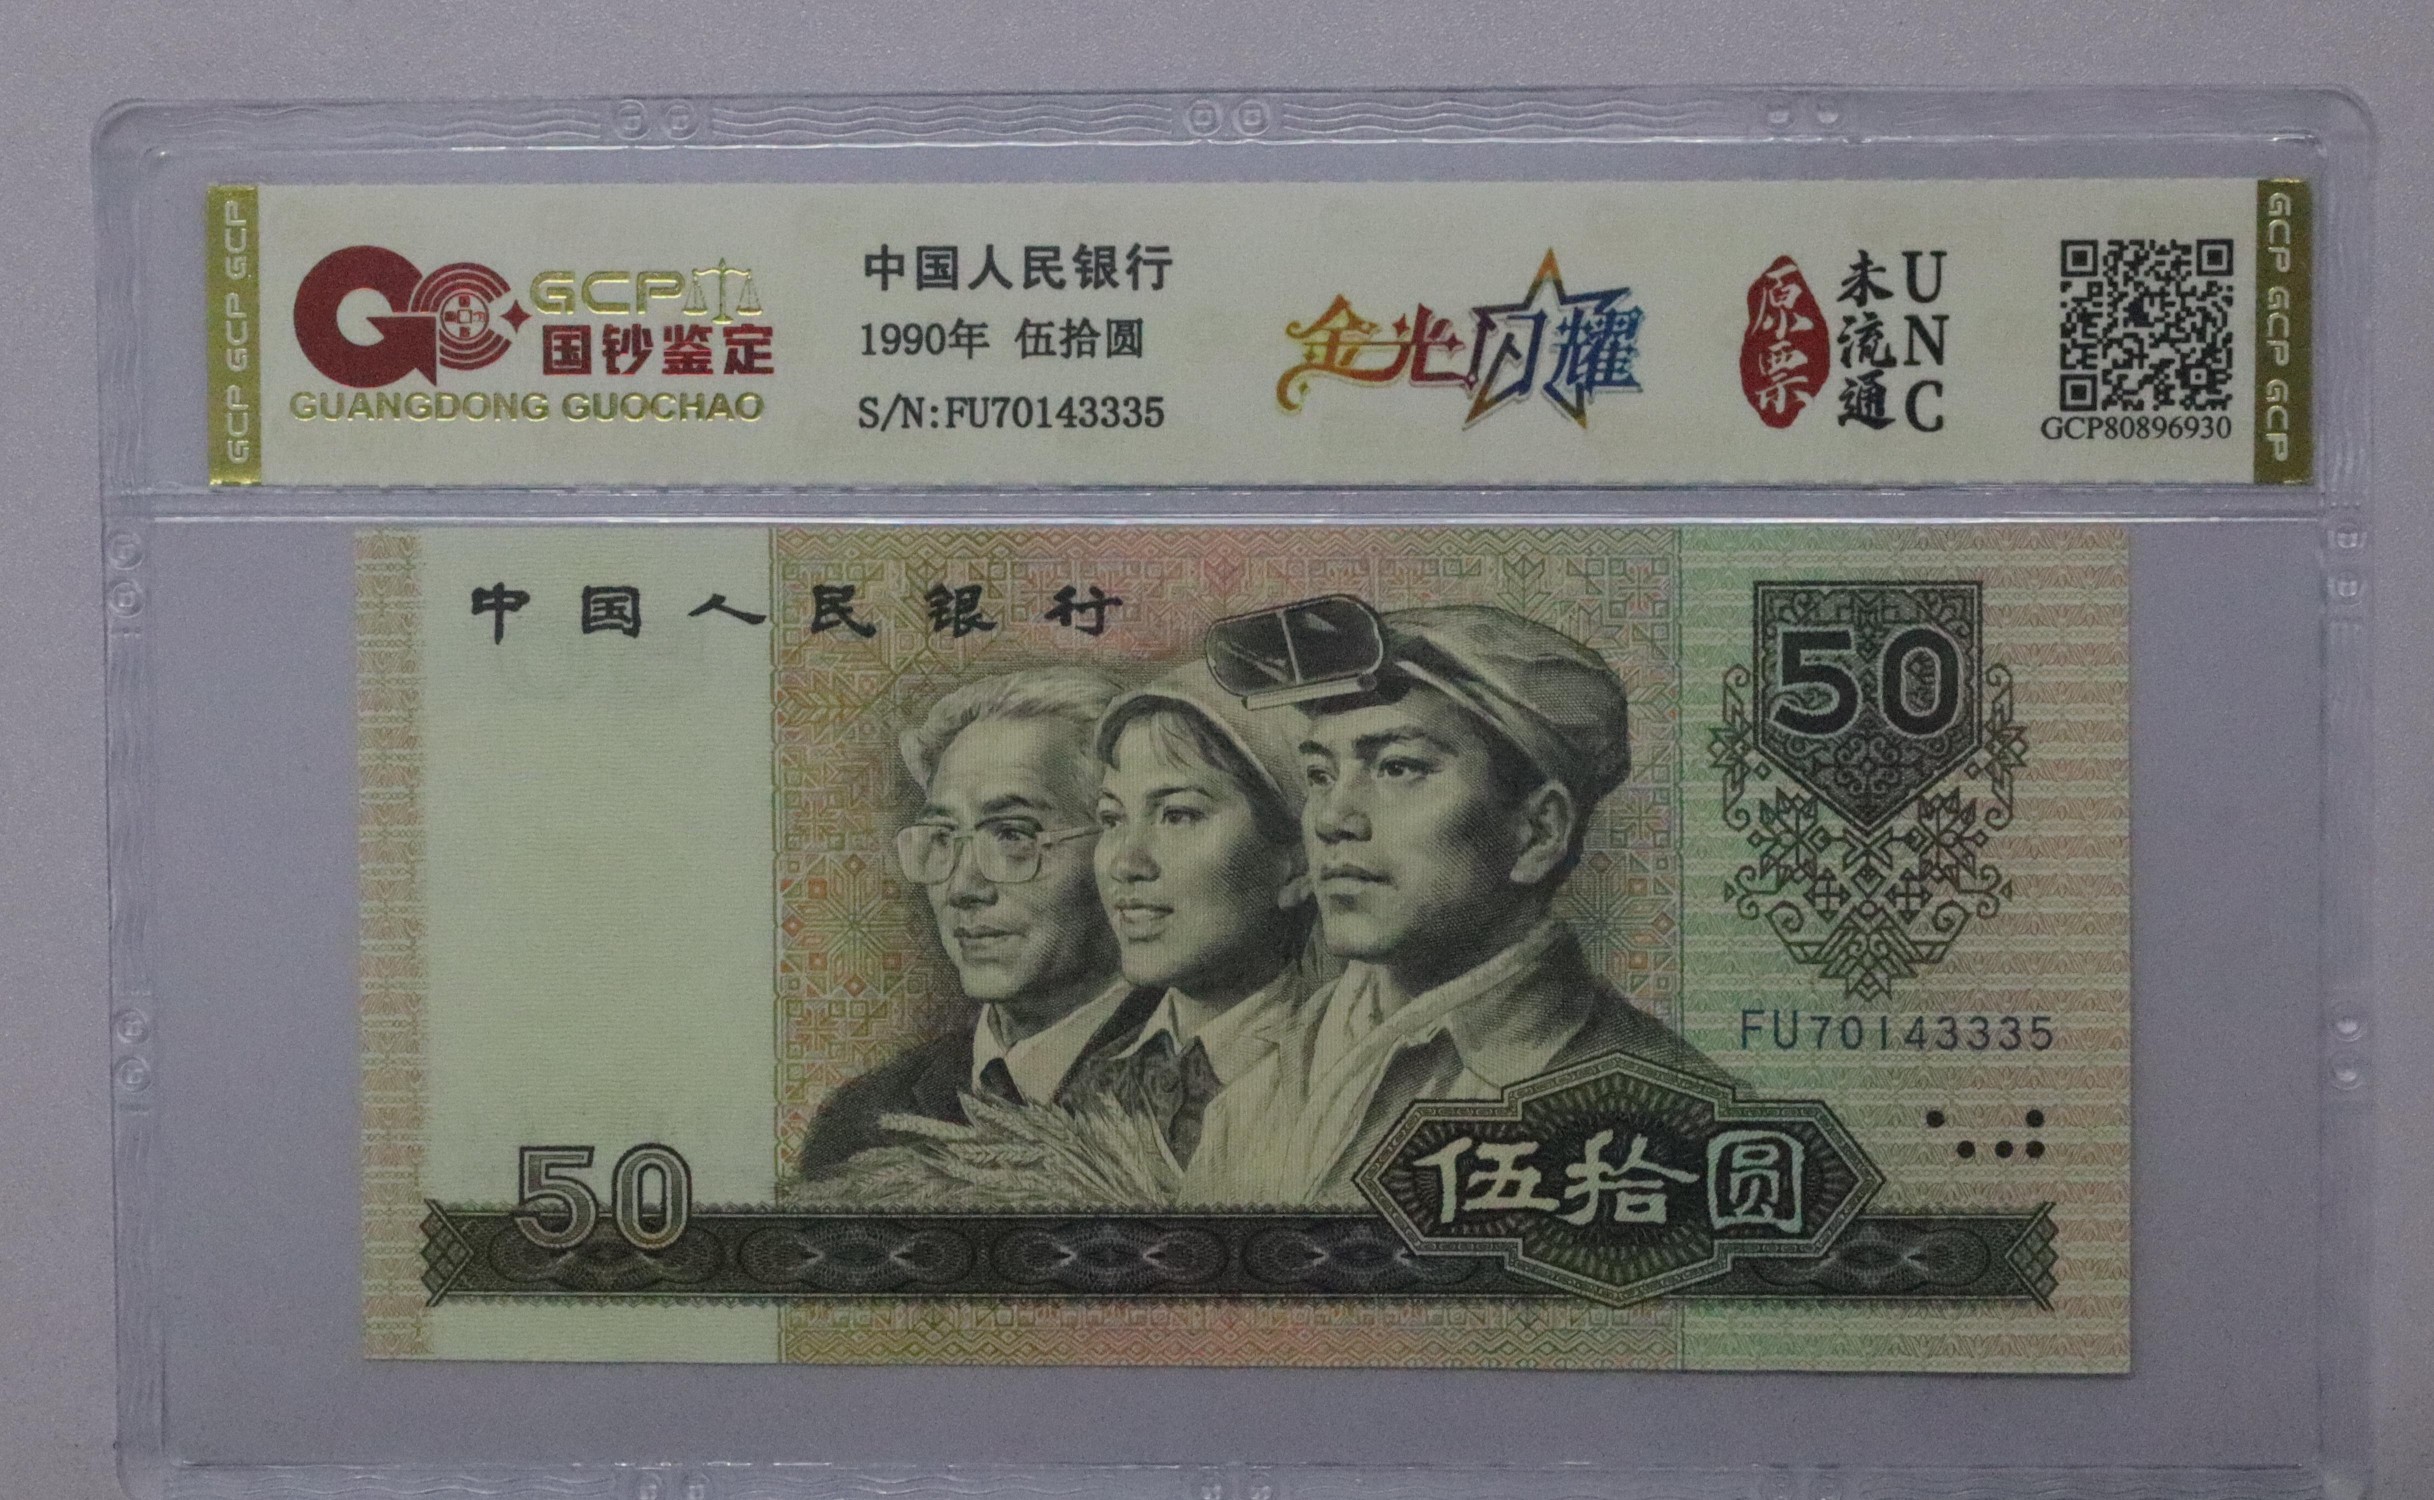 GCP GCP GCP
GCP
国钞鉴定
GUANGDONG GUOCHAO
中国人民银行
1990年 伍拾圆
S/N:FU70143335
金光闪耀
原票
未流通
UNC
GCP80896930
GCP GCP GCP
中国人民银行
50
FU70143335
50
伍拾圆